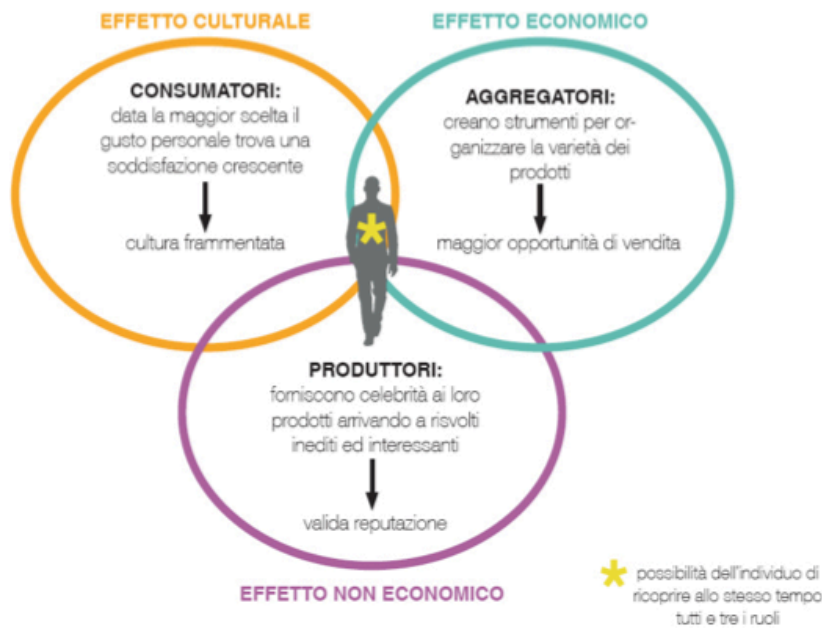 EFFETTO CULTURALE
EFFETTO ECONOMICO
CONSUMATORI:
data la maggior scelta il
gusto personale trova una
soddisfazione crescente
cultura frammentata
AGGREGATORI:
creano strumenti per or-
ganizzare la varietà dei
prodotti
maggior opportunità di vendita
PRODUTTORI:
forniscono celebrità ai loro
prodotti arrivando a risvolti
inediti ed interessanti
valida reputazione
EFFETTO NON ECONOMICO
possibilità dell'individuo di
ricoprire allo stesso tempo
tutti e tre i ruoli